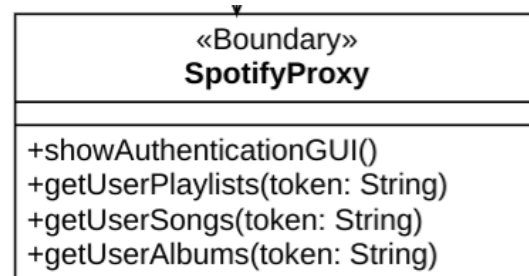 «Boundary»
SpotifyProxy
+showAuthenticationGUI()
+getUserPlaylists(token: String)
+getUserSongs(token: String)
+getUserAlbums(token: String)